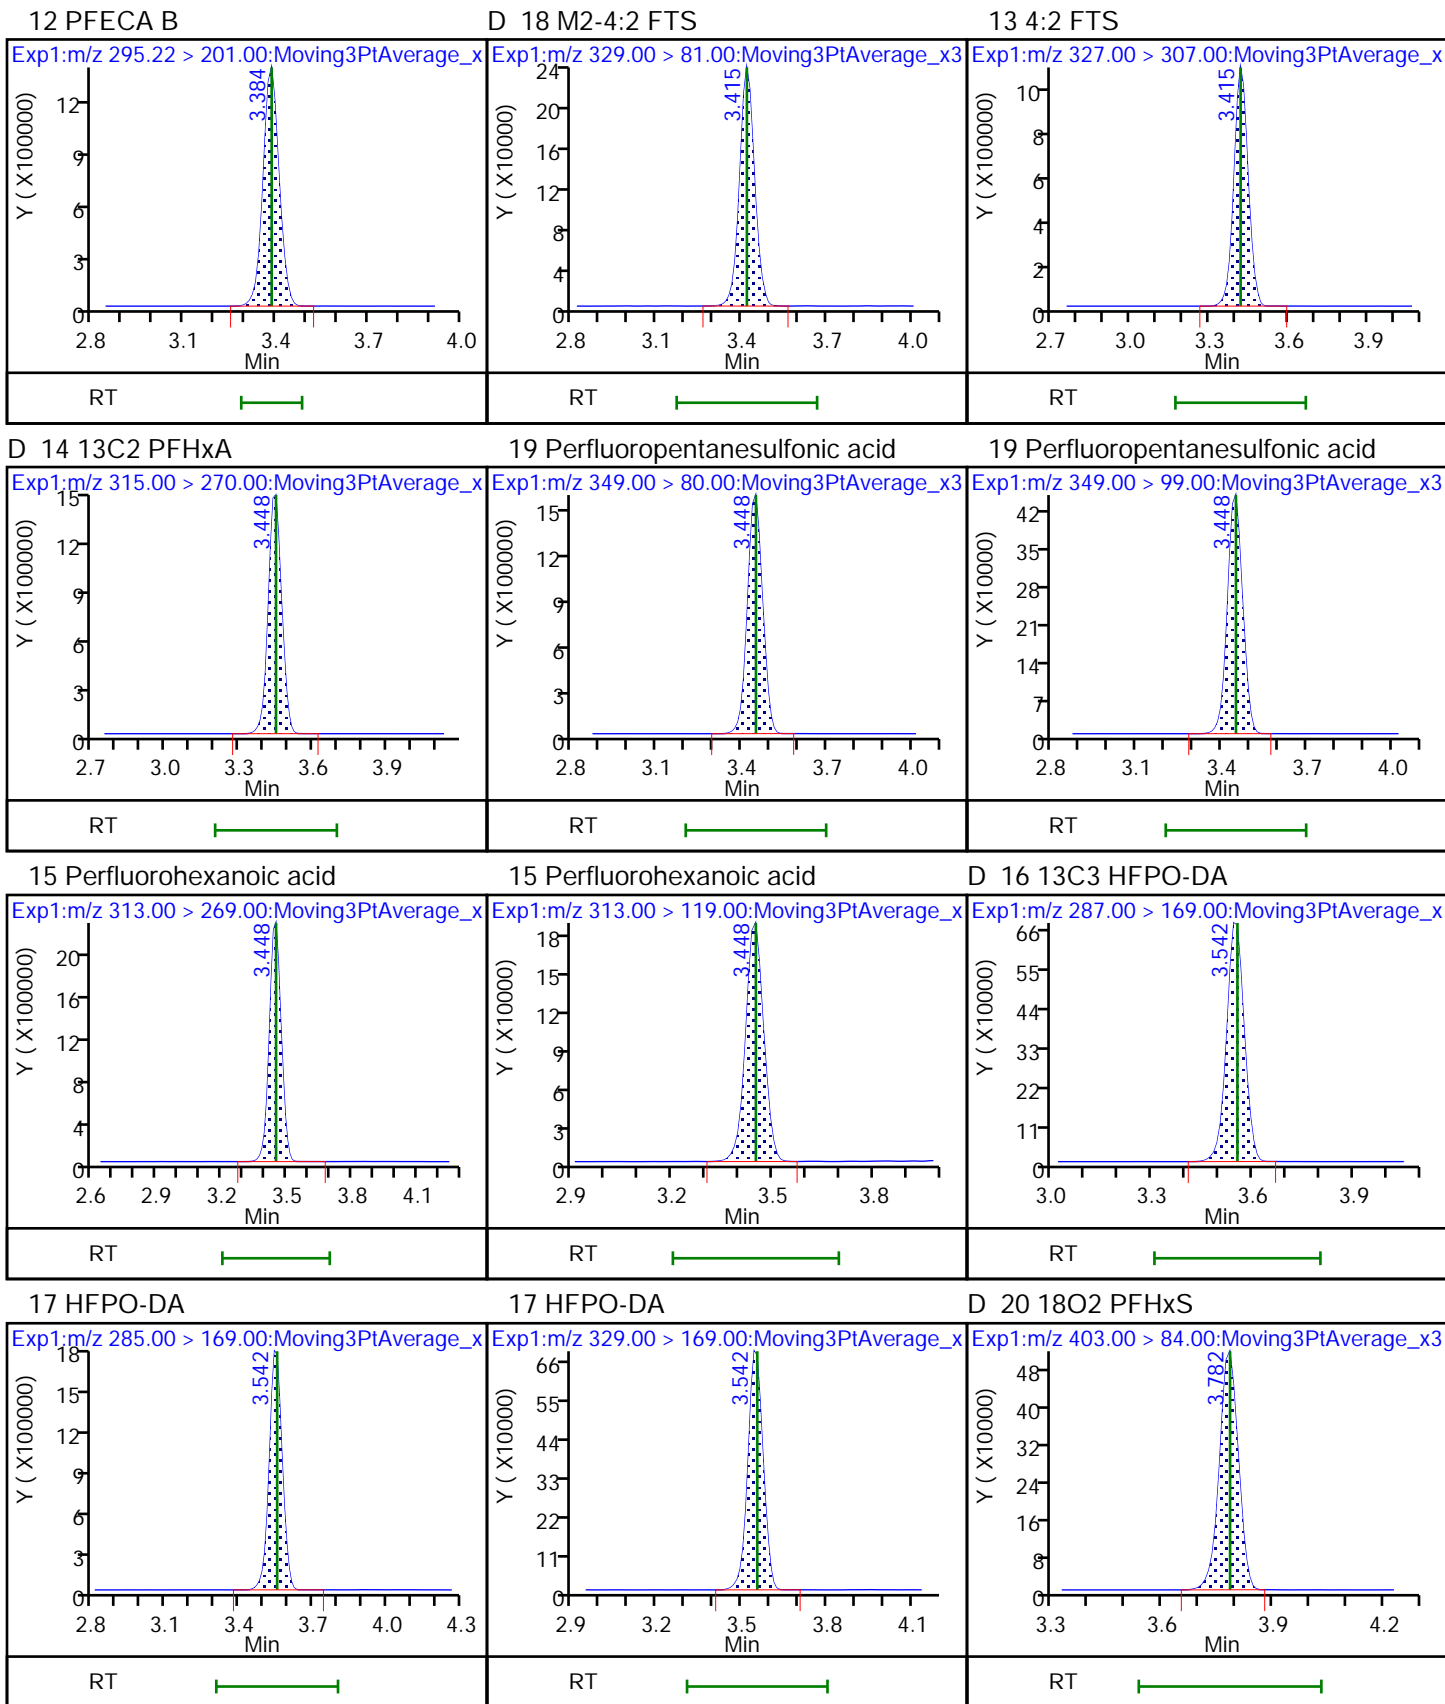 12 PFECA B
Exp1:m/z 295.22 > 201.00:Moving3PtAverage_x
Y ( X100000)
12
9
6
3
0
3.384
2.8 3.1 3.4 3.7 4.0
Min
RT
D 18 M2-4:2 FTS
Exp1:m/z 329.00 > 81.00:Moving3PtAverage_x3
Y ( X100000)
24
20
16
12
8
4
0
3.415
2.8 3.1 3.4 3.7 4.0
Min
RT
13 4:2 FTS
Exp1:m/z 327.00 > 307.00:Moving3PtAverage_x
Y ( X100000)
10
8
6
4
2
0
3.415
2.7 3.0 3.3 3.6 3.9
Min
RT
D 14 13C2 PFHxA
Exp1:m/z 315.00 > 270.00:Moving3PtAverage_x
Y ( X100000)
15
12
9
6
3
0
3.448
2.7 3.0 3.3 3.6 3.9
Min
RT
19 Perfluoropentanesulfonic acid
Exp1:m/z 349.00 > 80.00:Moving3PtAverage_x3
Y ( X100000)
15
12
9
6
3
0
3.448
2.8 3.1 3.4 3.7 4.0
Min
RT
19 Perfluoropentanesulfonic acid
Exp1:m/z 349.00 > 99.00:Moving3PtAverage_x3
Y ( X10000)
42
35
28
21
14
7
0
3.448
2.8 3.1 3.4 3.7 4.0
Min
RT
15 Perfluorohexanoic acid
Exp1:m/z 313.00 > 269.00:Moving3PtAverage_x
Y ( X100000)
20
16
12
8
4
0
3.448
2.6 2.9 3.2 3.5 3.8 4.1
Min
RT
15 Perfluorohexanoic acid
Exp1:m/z 313.00 > 119.00:Moving3PtAverage_x
Y ( X10000)
18
15
12
9
6
3
0
3.448
2.9 3.2 3.5 3.8
Min
RT
D 16 13C3 HFPO-DA
Exp1:m/z 287.00 > 169.00:Moving3PtAverage_x
Y ( X10000)
66
55
44
33
22
11
0
3.542
3.0 3.3 3.6 3.9
Min
RT
17 HFPO-DA
Exp1:m/z 285.00 > 169.00:Moving3PtAverage_x
Y ( X100000)
18
15
12
9
6
3
0
3.542
2.8 3.1 3.4 3.7 4.0 4.3
Min
RT
17 HFPO-DA
Exp1:m/z 329.00 > 169.00:Moving3PtAverage_x
Y ( X10000)
66
55
44
33
22
11
0
3.542
2.9 3.2 3.5 3.8 4.1
Min
RT
D 20 18O2 PFHxS
Exp1:m/z 403.00 > 84.00:Moving3PtAverage_x3
Y ( X10000)
48
40
32
24
16
8
0
3.782
3.3 3.6 3.9 4.2
Min
RT